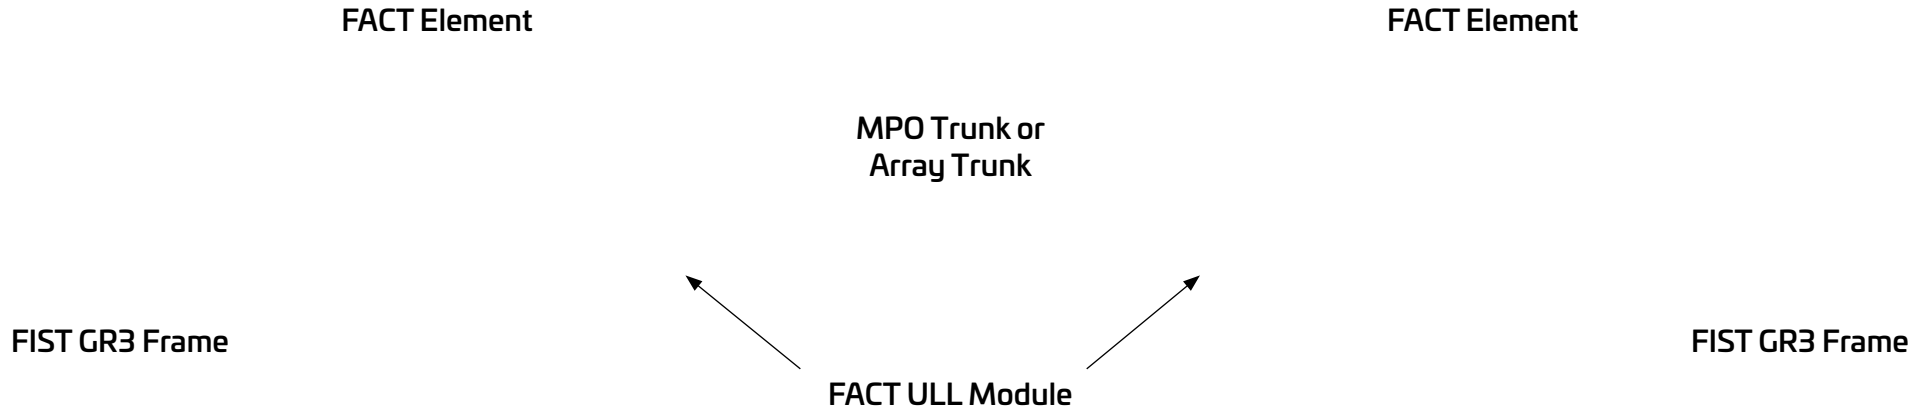 FACT Element
FACT Element
MPO Trunk or
Array Trunk
FIST GR3 Frame
FIST GR3 Frame
FACT ULL Module